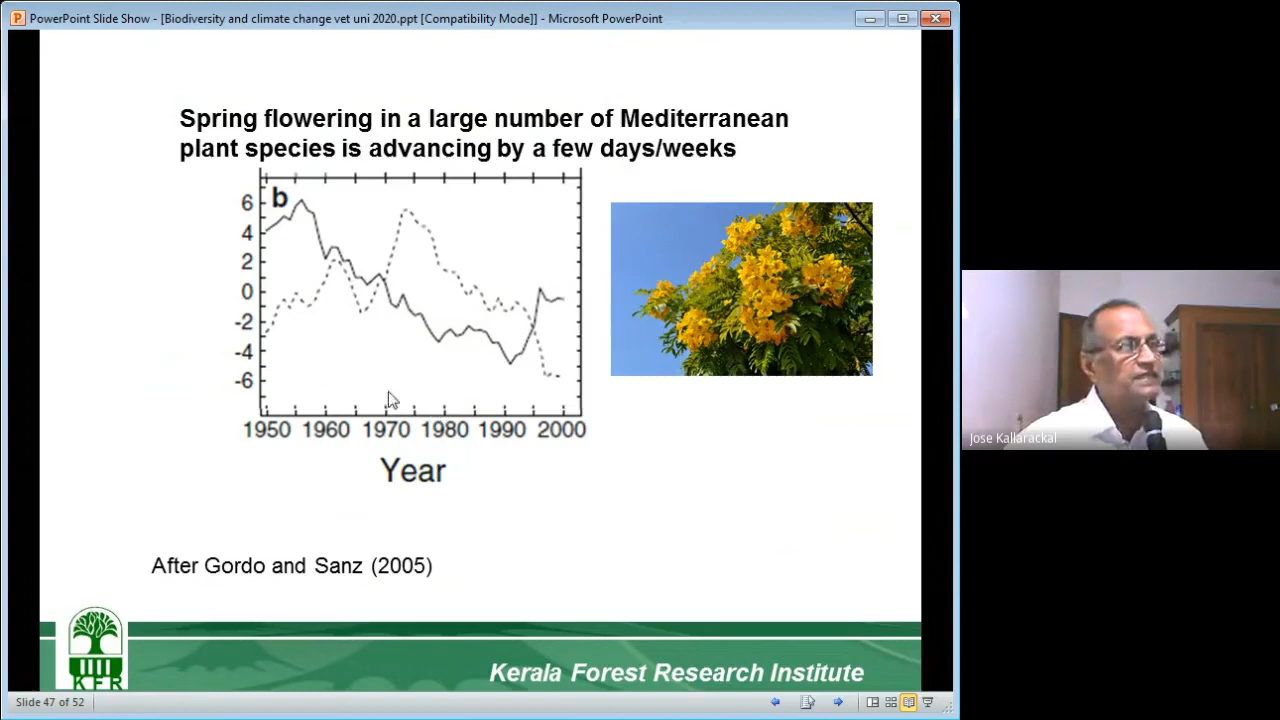 PowerPoint Slide Show - [Biodiversity and climate change vet uni 2020.ppt [Compatibility Mode]] - Microsoft PowerPoint
Spring flowering in a large number of Mediterranean
plant species is advancing by a few days/weeks
b
6
4
2
0
-2
-4
-6
1950 1960 1970 1980 1990 2000
Year
After Gordo and Sanz (2005)
Jose Kallarackal
KFR
Kerala Forest Research Institute
Slide 47 of 52